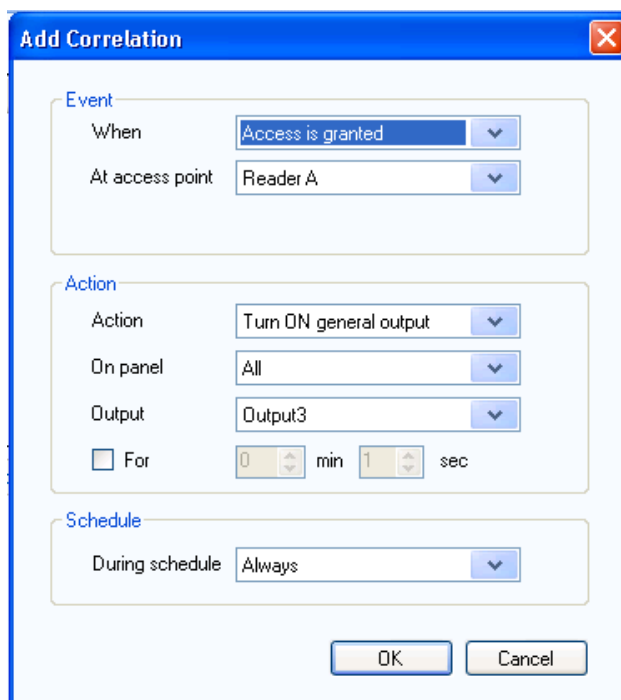 Add Correlation
Event
When Access is granted
At access point Reader A
Action
Action Turn ON general output
On panel All
Output Output3
For 0 min 1 sec
Schedule
During schedule Always
OK Cancel